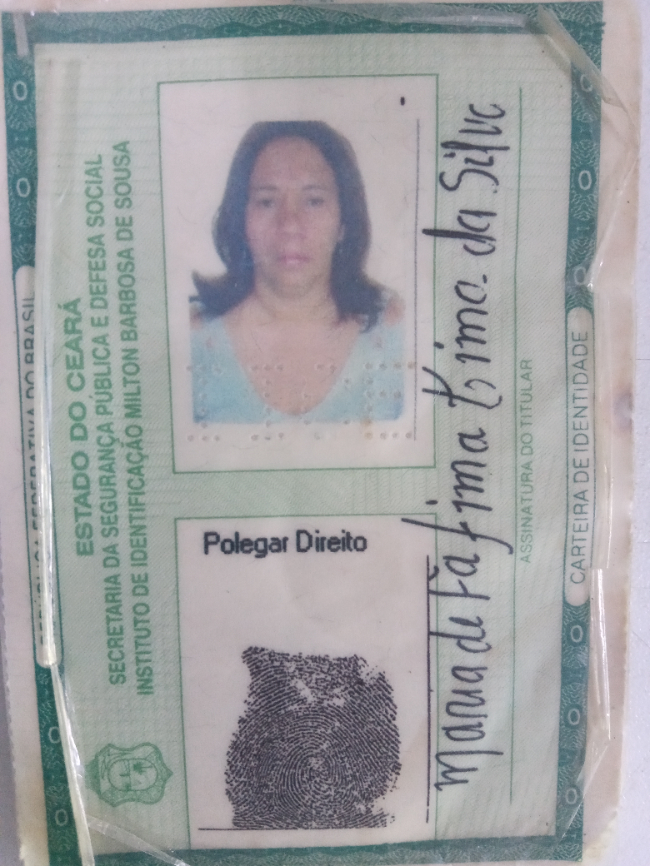 REPÚBLICA FEDERATIVA DO BRASIL
ESTADO DO CEARÁ
SECRETARIA DA SEGURANÇA PÚBLICA E DEFESA SOCIAL
INSTITUTO DE IDENTIFICAÇÃO MILTON BARBOSA DE SOUSA
Polegar Direito
Maria de Fátima Lima da Silva
ASSINATURA DO TITULAR
CARTEIRA DE IDENTIDADE